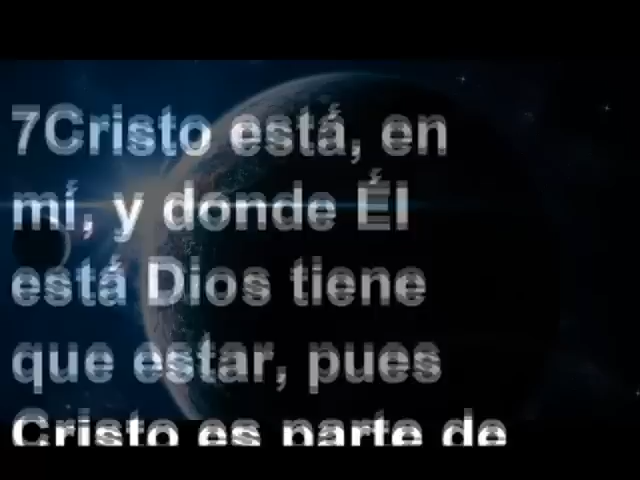 7Cristo está, en
mí, y donde Él
está Dios tiene
que estar, pues
Cristo es parte de